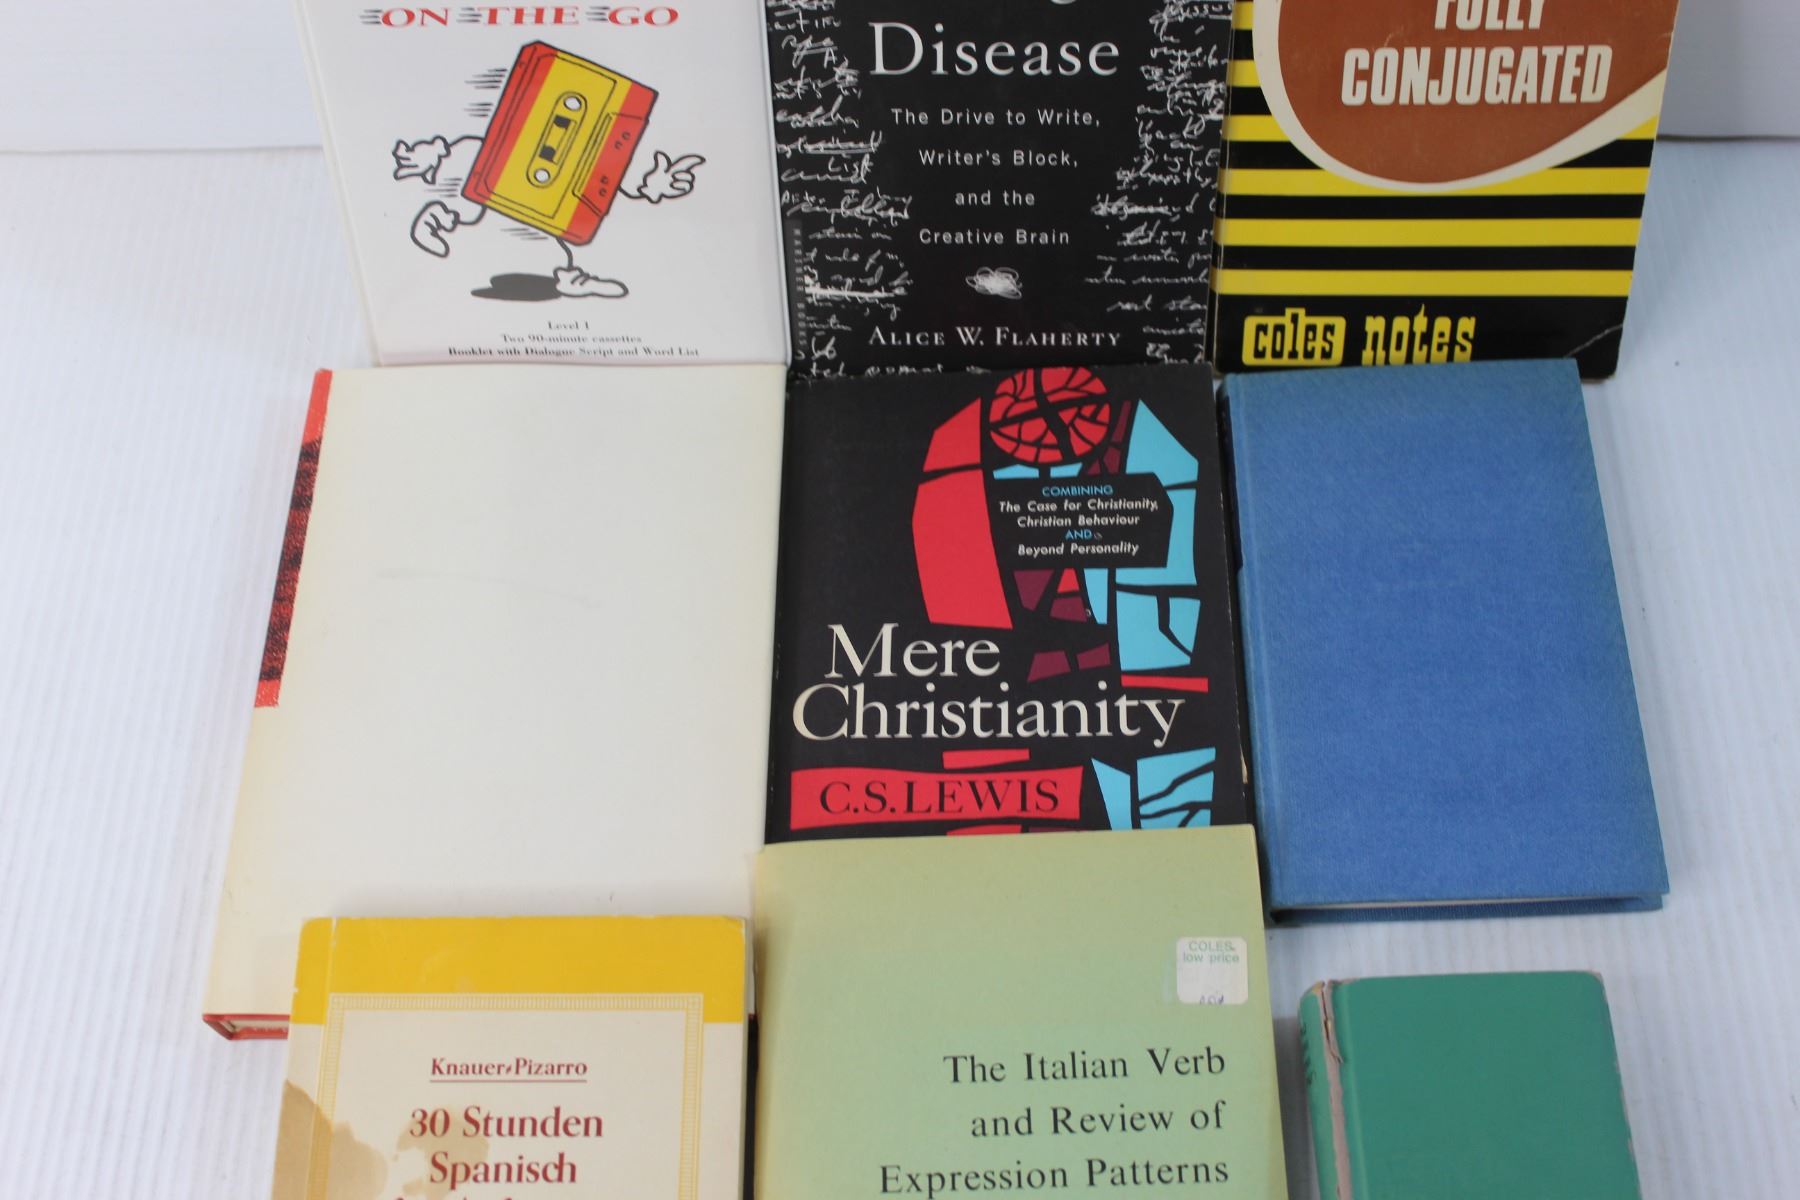 ON THE GO
Level 1
Two 90-minute cassettes
Booklet with Dialogue Script and Word List
Disease
The Drive to Write,
Writer's Block,
and the
Creative Brain
ALICE W. FLAHERTY
FULLY
CONJUGATED
coles notes
COMBINING
The Case for Christianity,
Christian Behaviour
AND
Beyond Personality
Mere
Christianity
C.S. LEWIS
Knauer-Pizarro
30 Stunden
Spanisch
COLES
low price
The Italian Verb
and Review of
Expression Patterns